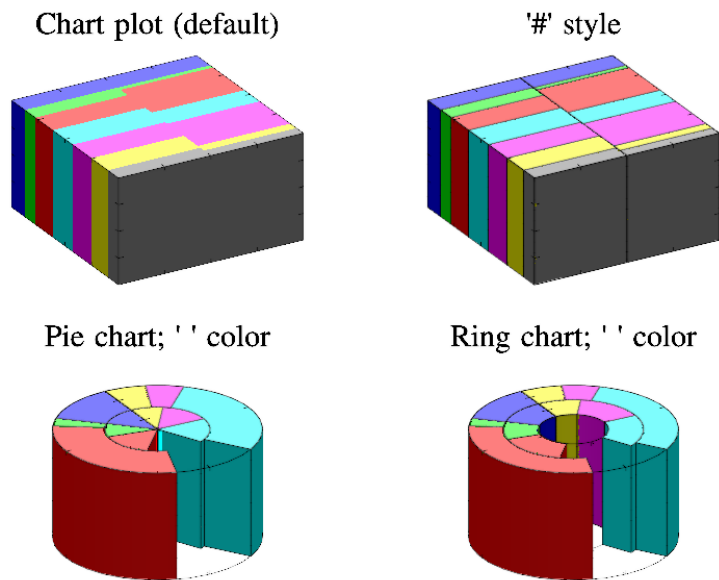 Chart plot (default)
'#' style
Pie chart; ' ' color
Ring chart; ' ' color